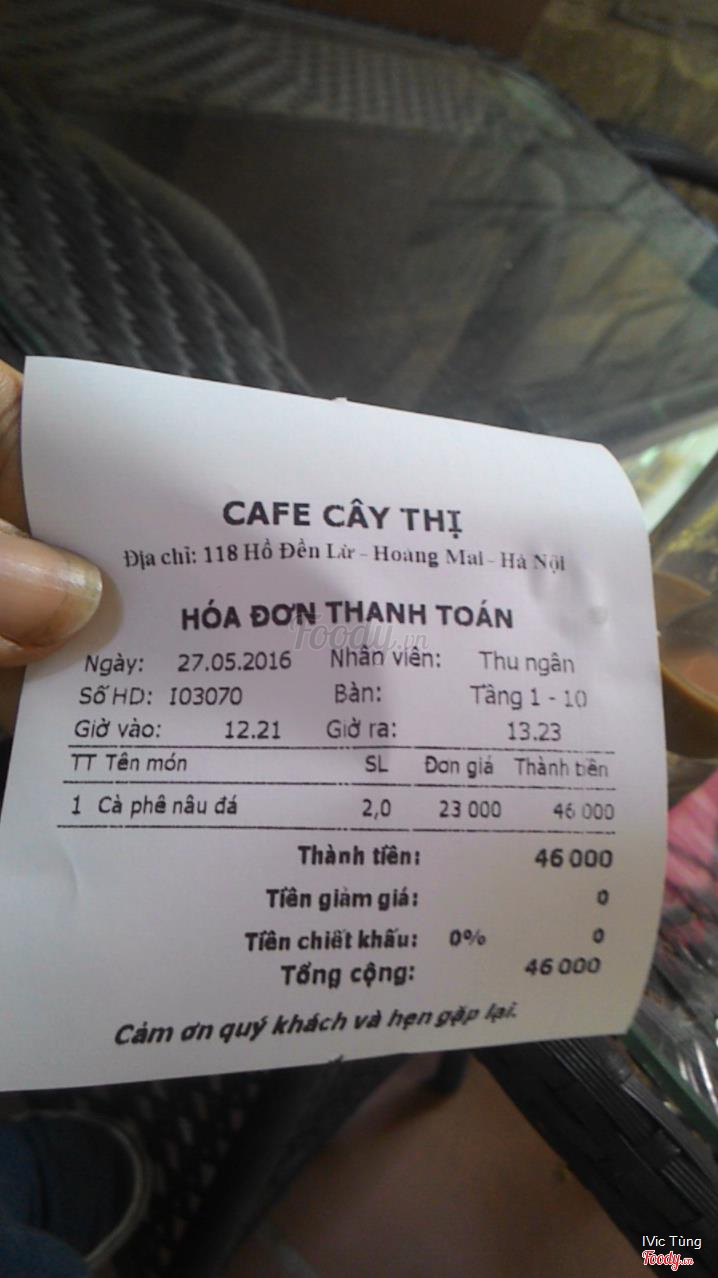 CAFE CÂY THỊ
Địa chỉ: 118 Hồ Đền Lừ - Hoàng Mai - Hà Nội
HÓA ĐƠN THANH TOÁN
Foody.vn
Ngày: 27.05.2016 Nhân viên: Thu ngân
Số HD: I03070 Bàn: Tầng 1 - 10
Giờ vào: 12.21 Giờ ra: 13.23
TT Tên món SL Đơn giá Thành tiền
1 Cà phê nâu đá 2,0 23 000 46 000
Thành tiền: 46 000
Tiền giảm giá: 0
Tiền chiết khấu: 0% 0
Tổng cộng: 46 000
Cảm ơn quý khách và hẹn gặp lại.
IVic Tùng
Foody.vn